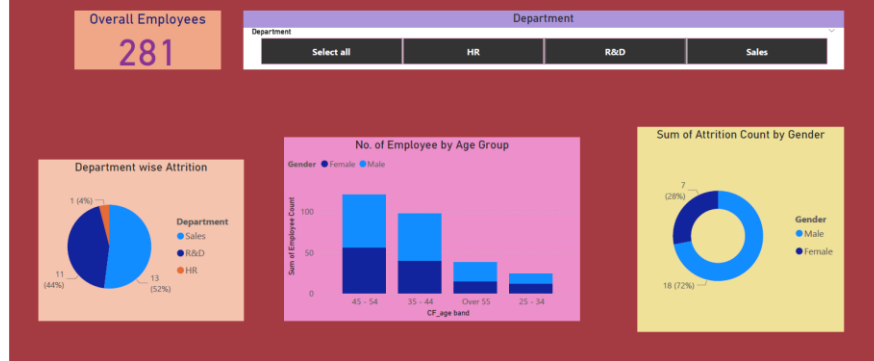 Overall Employees
281
Department
Department
Select all
HR
R&D
Sales
Department wise Attrition
1 (4%)
11
(44%)
13
(52%)
Department
Sales
R&D
HR
No. of Employee by Age Group
Gender Female Male
Sum of Employee Count
100
50
0
45 - 54
35 - 44
Over 55
25 - 34
CF_age band
Sum of Attrition Count by Gender
7
(28%)
18 (72%)
Gender
Male
Female